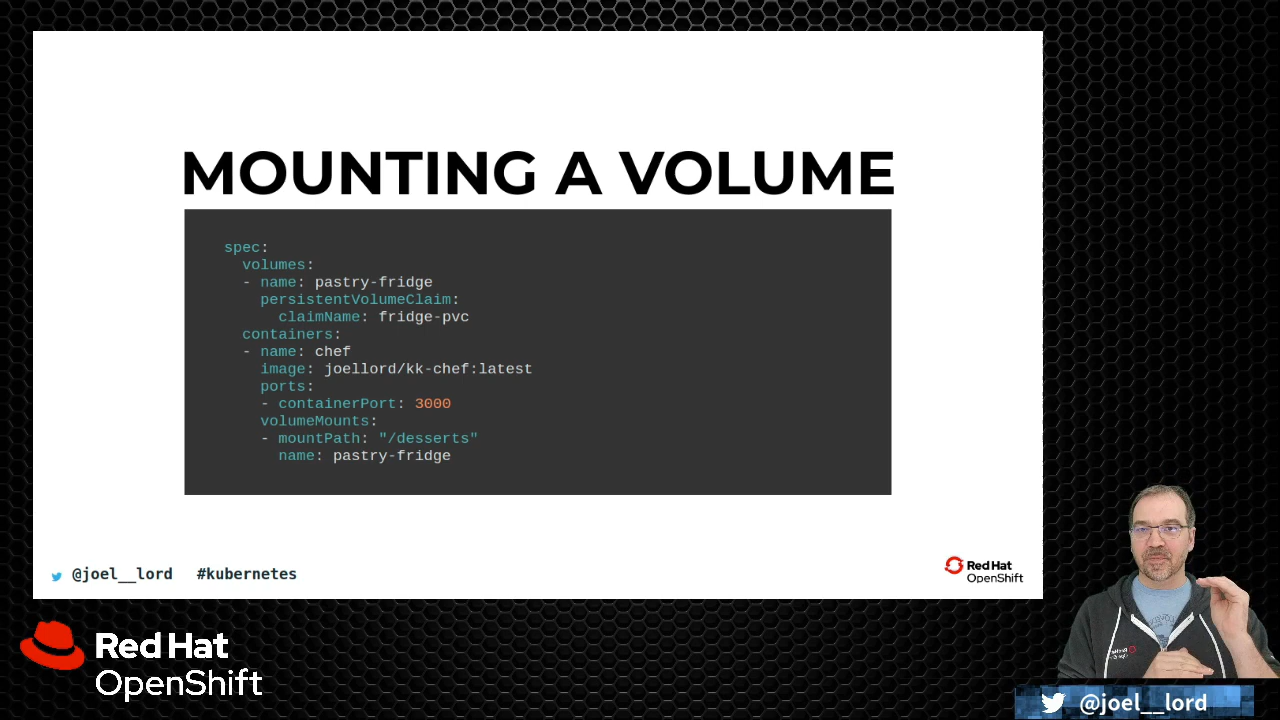 MOUNTING A VOLUME
spec:
  volumes:
  - name: pastry-fridge
    persistentVolumeClaim:
      claimName: fridge-pvc
  containers:
  - name: chef
    image: joellord/kk-chef:latest
    ports:
    - containerPort: 3000
    volumeMounts:
    - mountPath: "/desserts"
      name: pastry-fridge
@joel__lord #kubernetes
Red Hat
OpenShift
Red Hat
OpenShift
@joel__lord